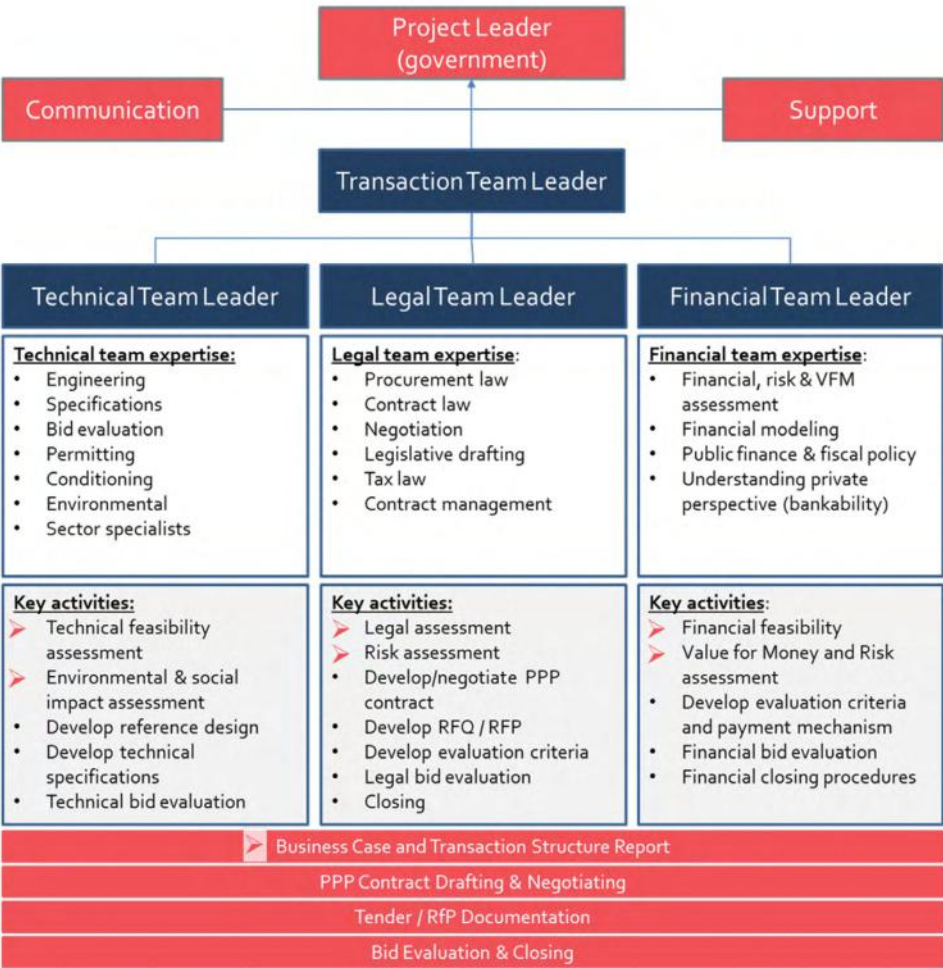 Project Leader
(government)
Communication
Support
Transaction Team Leader
Technical Team Leader
Legal Team Leader
Financial Team Leader
Technical team expertise:
• Engineering
• Specifications
• Bid evaluation
• Permitting
• Conditioning
• Environmental
• Sector specialists
Legal team expertise:
• Procurement law
• Contract law
• Negotiation
• Legislative drafting
• Tax law
• Contract management
Financial team expertise:
• Financial, risk & VFM
assessment
• Financial modeling
• Public finance & fiscal policy
• Understanding private
perspective (bankability)
Key activities:
➢ Technical feasibility
assessment
➢ Environmental & social
impact assessment
• Develop reference design
• Develop technical
specifications
• Technical bid evaluation
Key activities:
➢ Legal assessment
➢ Risk assessment
• Develop/negotiate PPP
contract
• Develop RFQ / RFP
• Develop evaluation criteria
• Legal bid evaluation
• Closing
Key activities:
➢ Financial feasibility
➢ Value for Money and Risk
assessment
• Develop evaluation criteria
and payment mechanism
• Financial bid evaluation
• Financial closing procedures
➢ Business Case and Transaction Structure Report
PPP Contract Drafting & Negotiating
Tender / RfP Documentation
Bid Evaluation & Closing